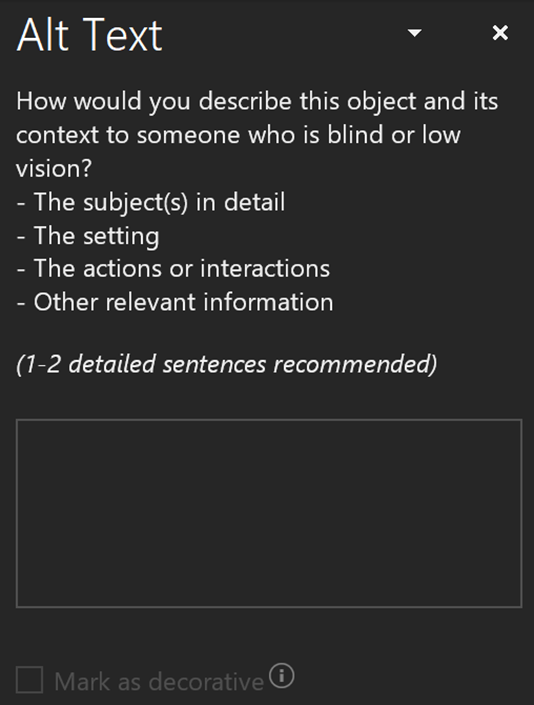 Alt Text
How would you describe this object and its
context to someone who is blind or low
vision?
- The subject(s) in detail
- The setting
- The actions or interactions
- Other relevant information
(1-2 detailed sentences recommended)
Mark as decorative